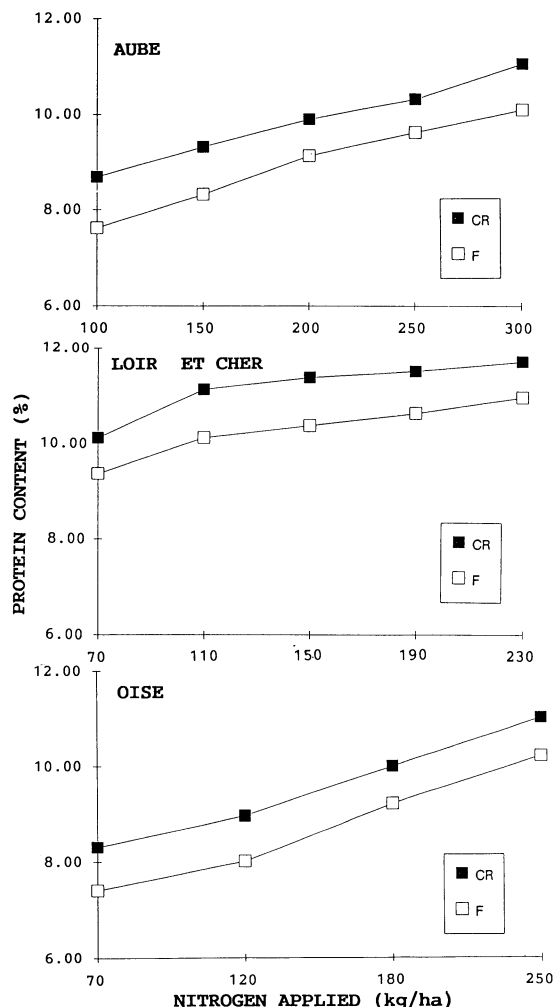 12.00
AUBE
10.00
8.00
CR
F
6.00
100 150 200 250 300
12.00
LOIR ET CHER
10.00
8.00
CR
F
6.00
70 110 150 190 230
12.00
OISE
10.00
8.00
CR
F
6.00
70 120 180 250
PROTEIN CONTENT (%)
NITROGEN APPLIED (kg/ha)